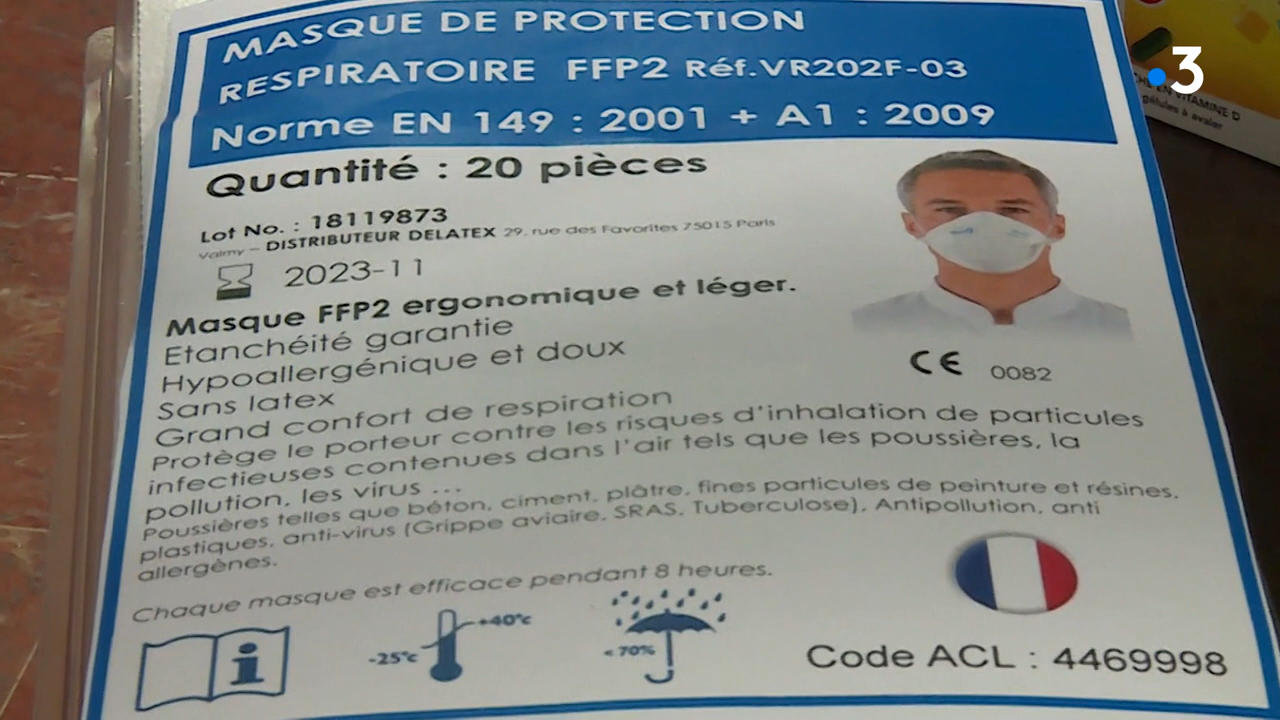 MASQUE DE PROTECTION
RESPIRATOIRE FFP2 Réf.VR202F-03
Norme EN 149 : 2001 + A1 : 2009
Quantité : 20 pièces
Lot No. : 18119873
Valmy – DISTRIBUTEUR DELATEX 29, rue des Favorites 75015 Paris
2023-11
Masque FFP2 ergonomique et léger.
Etanchéité garantie
Hypoallergénique et doux
Sans latex
Grand confort de respiration
Protège le porteur contre les risques d'inhalation de particules
infectieuses contenues dans l'air tels que les poussières, la
pollution, les virus ...
Poussières telles que béton, ciment, plâtre, fines particules de peinture et résines,
plastiques, anti-virus (Grippe aviaire, SRAS, Tuberculose), Antipollution, anti
allergènes.
Chaque masque est efficace pendant 8 heures.
CE 0082
-25°c
+40°c
< 70%
Code ACL : 4469998
3
EN VITAMINE D
gélules à avaler